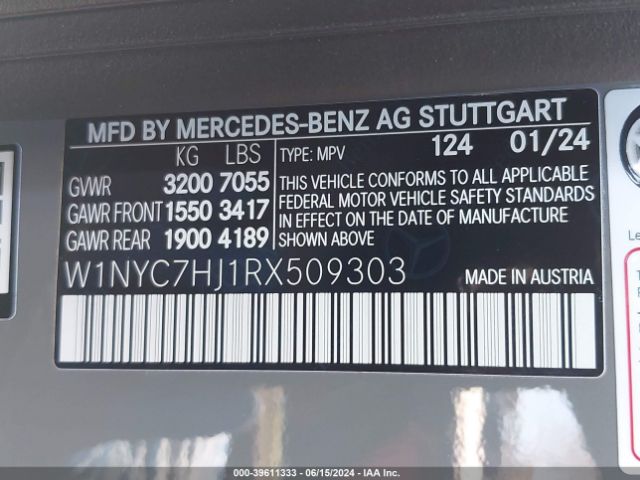 MFD BY MERCEDES-BENZ AG STUTTGART
KG LBS TYPE: MPV 124 01/24
GVWR 3200 7055
GAWR FRONT 1550 3417
GAWR REAR 1900 4189
THIS VEHICLE CONFORMS TO ALL APPLICABLE
FEDERAL MOTOR VEHICLE SAFETY STANDARDS
IN EFFECT ON THE DATE OF MANUFACTURE
SHOWN ABOVE.
W1NYC7HJ1RX509303 MADE IN AUSTRIA
Le
000-39611333 / 06/15/2024 / IAA Inc.